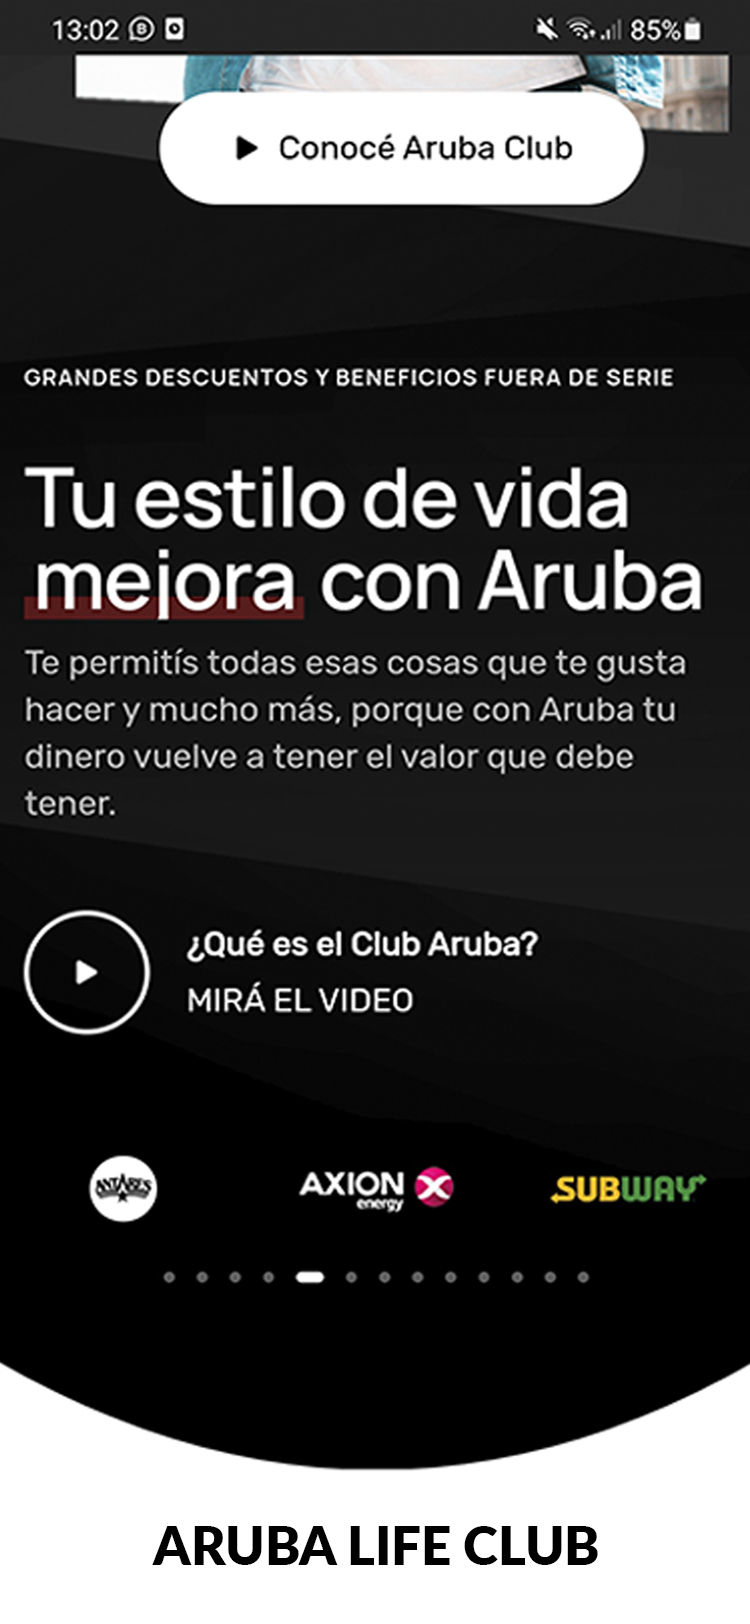 13:02 85%
Conocé Aruba Club
GRANDES DESCUENTOS Y BENEFICIOS FUERA DE SERIE
Tu estilo de vida
mejora con Aruba
Te permitís todas esas cosas que te gusta
hacer y mucho más, porque con Aruba tu
dinero vuelve a tener el valor que debe
tener.
¿Qué es el Club Aruba?
MIRÁ EL VIDEO
ANTARES AXION energy SUBWAY
ARUBA LIFE CLUB